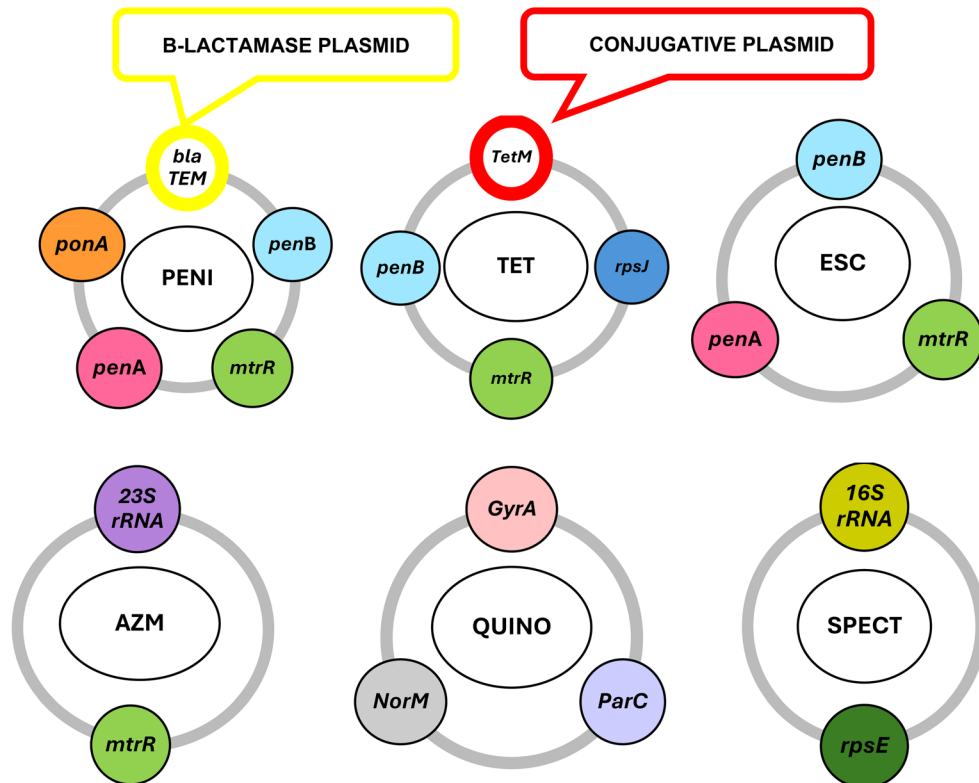 B-LACTAMASE PLASMID
CONJUGATIVE PLASMID
bla
TEM
ponA
penB
PENI
penA
mtrR
TetM
penB
TET
rpsJ
mtrR
penB
ESC
penA
mtrR
23S
rRNA
AZM
mtrR
GyrA
QUINO
NorM
ParC
16S
rRNA
SPECT
rpsE